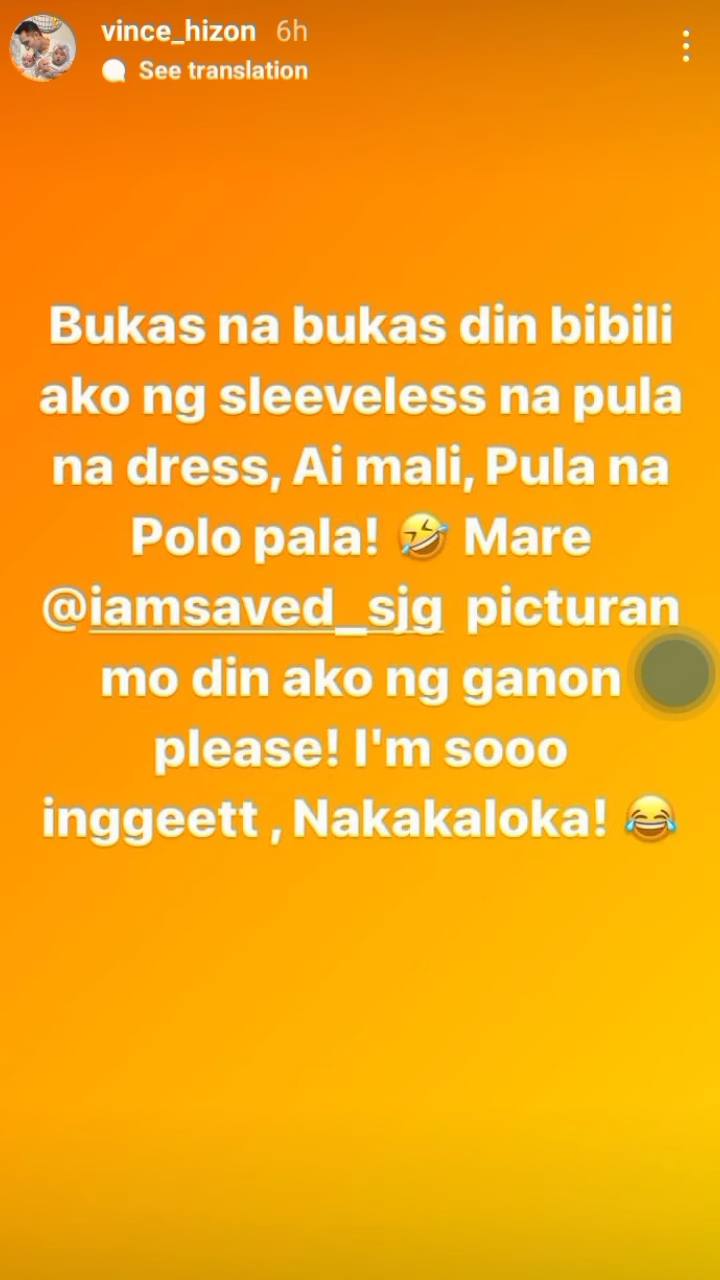 vince_hizon 6h
See translation
Bukas na bukas din bibili
ako ng sleeveless na pula
na dress, Ai mali, Pula na
Polo pala! 🤣 Mare
@iamsaved_sjg picturan
mo din ako ng ganon
please! I'm sooo
inggeett , Nakakaloka! 😂